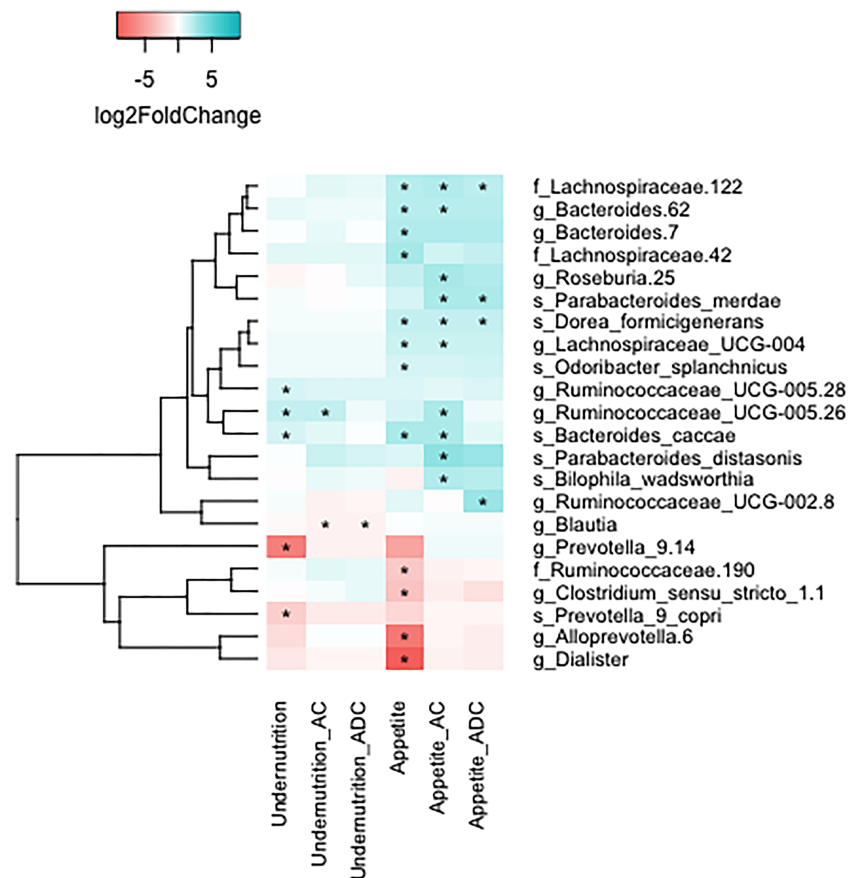 -5 5
log2FoldChange
* * * f_Lachnospiraceae.122
* * g_Bacteroides.62
* g_Bacteroides.7
* f_Lachnospiraceae.42
* g_Roseburia.25
* * s_Parabacteroides_merdae
* * * s_Dorea_formicigenerans
* * g_Lachnospiraceae_UCG-004
* s_Odoribacter_splanchnicus
* g_Ruminococcaceae_UCG-005.28
* * * g_Ruminococcaceae_UCG-005.26
* * * s_Bacteroides_caccae
* s_Parabacteroides_distasonis
* s_Bilophila_wadsworthia
* g_Ruminococcaceae_UCG-002.8
* * g_Blautia
* g_Prevotella_9.14
* f_Ruminococcaceae.190
* g_Clostridium_sensu_stricto_1.1
* s_Prevotella_9_copri
* g_Alloprevotella.6
* g_Dialister
Undernutrition
Undernutrition_AC
Undernutrition_ADC
Appetite
Appetite_AC
Appetite_ADC